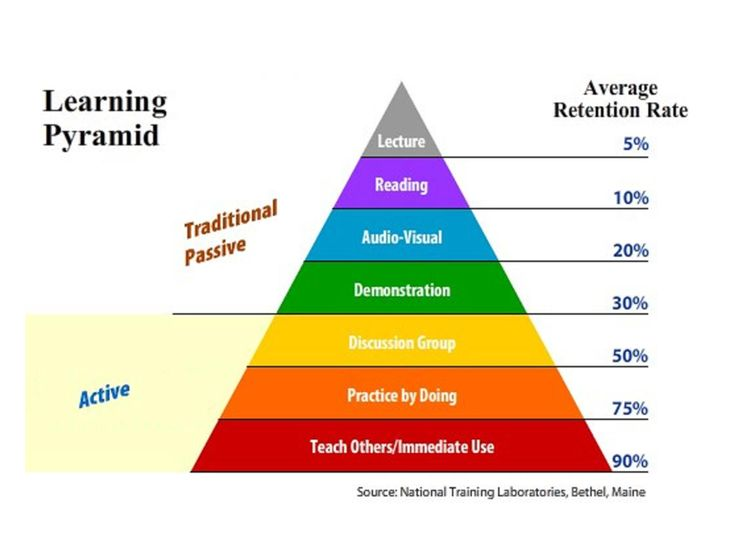 Learning
Pyramid
Average
Retention Rate
Lecture
5%
Reading
10%
Traditional
Passive
Audio-Visual
20%
Demonstration
30%
Discussion Group
50%
Active
Practice by Doing
75%
Teach Others/Immediate Use
90%
Source: National Training Laboratories, Bethel, Maine